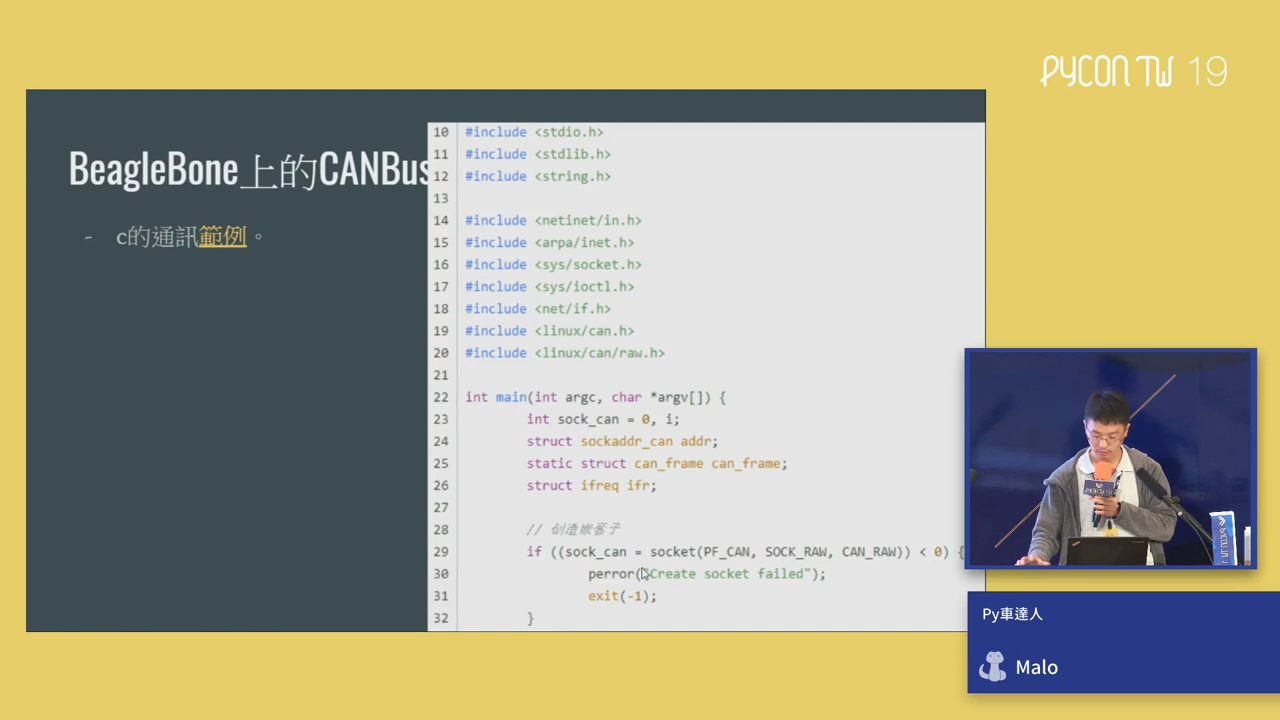 PYCON TW 19
BeagleBone上的CANBus
- c的通訊範例。
10 #include <stdio.h>
11 #include <stdlib.h>
12 #include <string.h>
13
14 #include <netinet/in.h>
15 #include <arpa/inet.h>
16 #include <sys/socket.h>
17 #include <sys/ioctl.h>
18 #include <net/if.h>
19 #include <linux/can.h>
20 #include <linux/can/raw.h>
21
22 int main(int argc, char *argv[]) {
23 int sock_can = 0, i;
24 struct sockaddr_can addr;
25 static struct can_frame can_frame;
26 struct ifreq ifr;
27
28 // 创造嵌套子
29 if ((sock_can = socket(PF_CAN, SOCK_RAW, CAN_RAW)) < 0) {
30 perror("Create socket failed");
31 exit(-1);
32 }
Py車達人
Malo